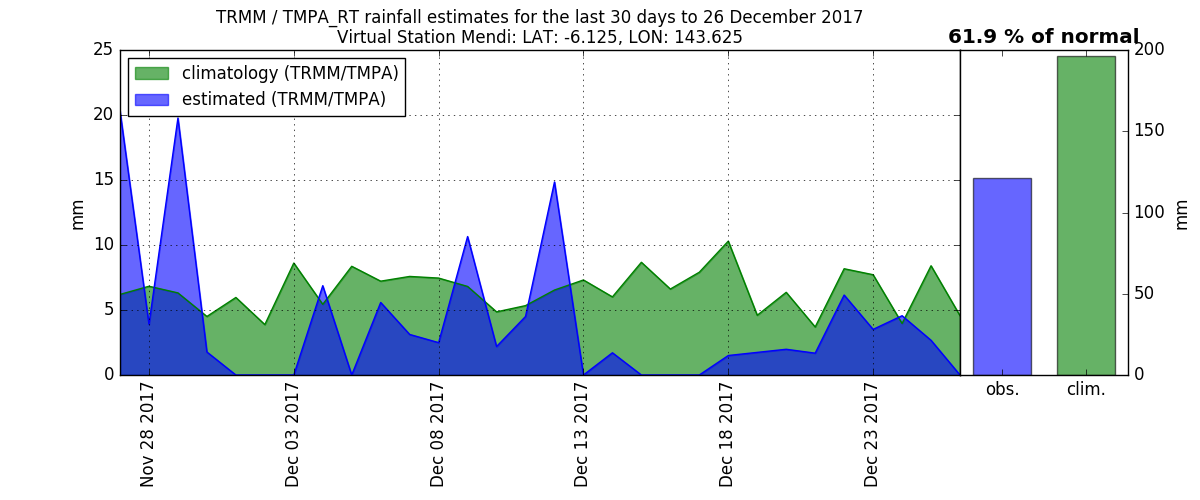 TRMM / TMPA_RT rainfall estimates for the last 30 days to 26 December 2017
Virtual Station Mendi: LAT: -6.125, LON: 143.625
61.9 % of normal
climatology (TRMM/TMPA)
estimated (TRMM/TMPA)
25
20
15
10
5
0
mm
200
150
100
50
0
mm
Nov 28 2017
Dec 03 2017
Dec 08 2017
Dec 13 2017
Dec 18 2017
Dec 23 2017
obs.
clim.